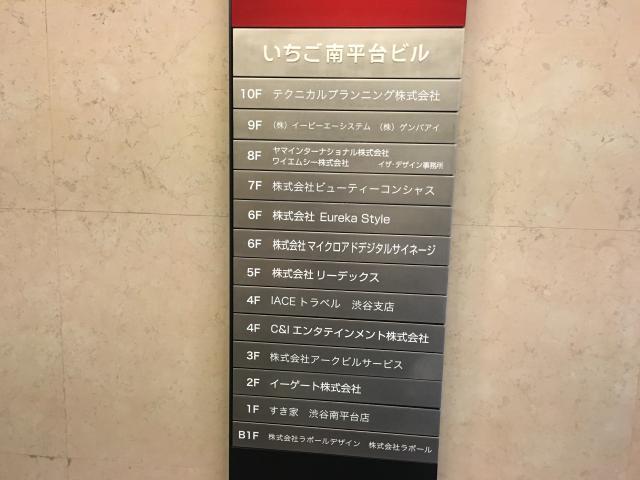 いちご南平台ビル
10F テクニカルプランニング株式会社
9F （株）イーピーエーシステム （株）ゲンバアイ
8F ヤマインターナショナル株式会社
ワイエムシー株式会社 イザ・デザイン事務所
7F 株式会社ビューティーコンシャス
6F 株式会社 Eureka Style
6F 株式会社マイクロアドデジタルサイネージ
5F 株式会社リーデックス
4F IACEトラベル 渋谷支店
4F C&Iエンタテインメント株式会社
3F 株式会社アークビルサービス
2F イーゲート株式会社
1F すき家 渋谷南平台店
B1F 株式会社ラポールデザイン 株式会社ラポール